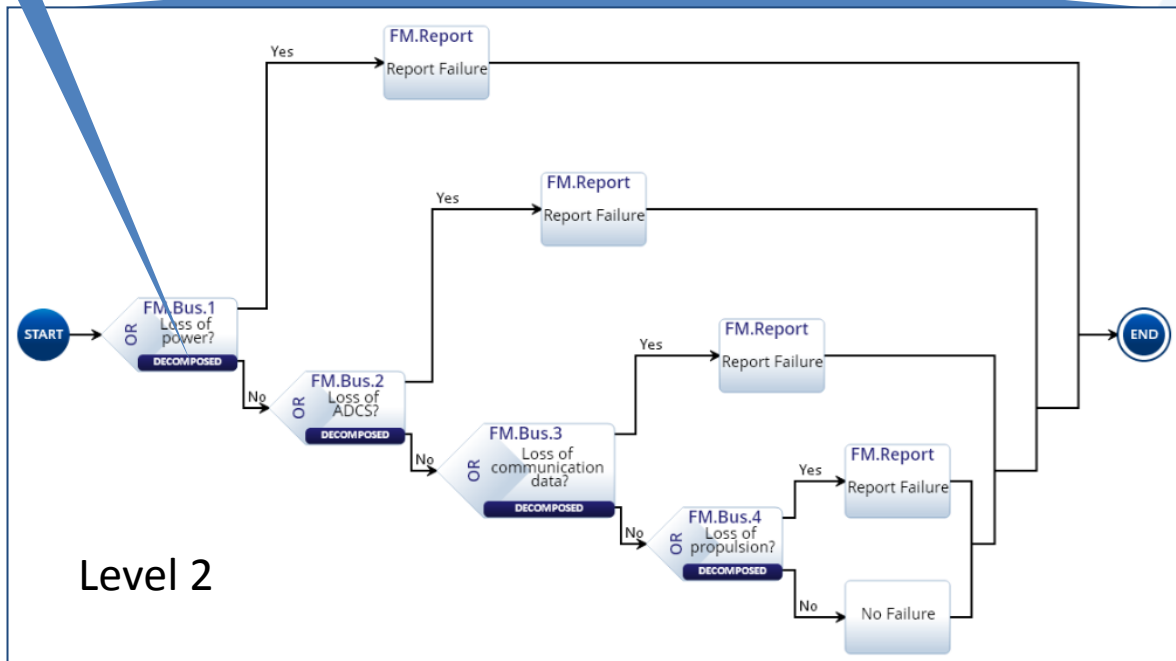 FM.Report
Report Failure
Yes
FM.Report
Report Failure
Yes
START
OR
FM.Bus.1
Loss of
power?
DECOMPOSED
No
FM.Report
Report Failure
Yes
END
OR
FM.Bus.2
Loss of
ADCS?
DECOMPOSED
No
OR
FM.Bus.3
Loss of
communication
data?
DECOMPOSED
No
FM.Report
Report Failure
Yes
OR
FM.Bus.4
Loss of
propulsion?
DECOMPOSED
No
No Failure
Level 2